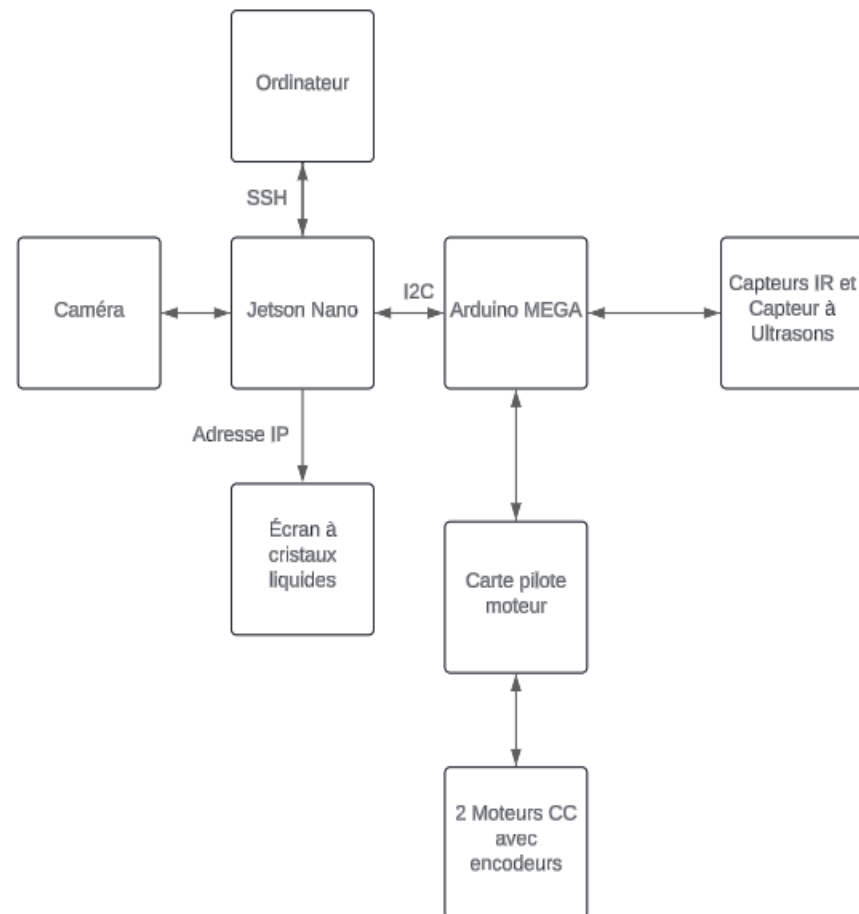 Ordinateur
SSH
Caméra
Jetson Nano
I2C
Arduino MEGA
Capteurs IR et
Capteur à
Ultrasons
Adresse IP
Écran à
cristaux
liquides
Carte pilote
moteur
2 Moteurs CC
avec
encodeurs